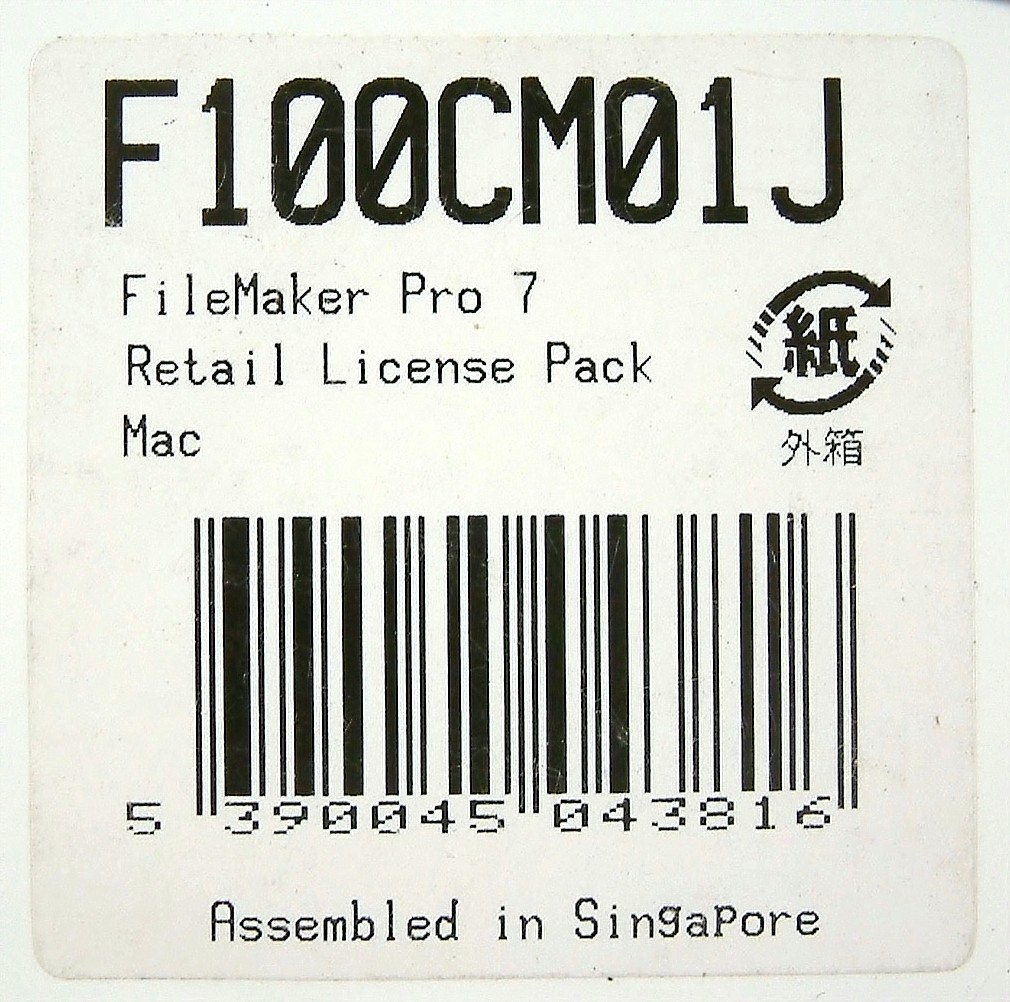 F100CM01J
FileMaker Pro 7
Retail License Pack
Mac
紙
外箱
5 390045 043816
Assembled in Singapore